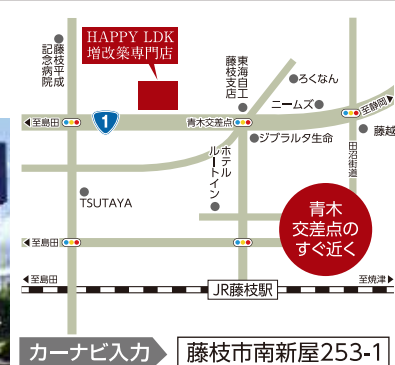 HAPPY LDK
増改築専門店
藤枝平成
記念病院
東海自工
藤枝支店
ろくなん
ニームズ
至静岡
至島田
1
青木交差点
ジブラルタ生命
藤越
田沼街道
ホテル
ルートイン
TSUTAYA
青木
交差点の
すぐ近く
至島田
至島田
JR藤枝駅
至焼津
カーナビ入力
藤枝市南新屋253-1